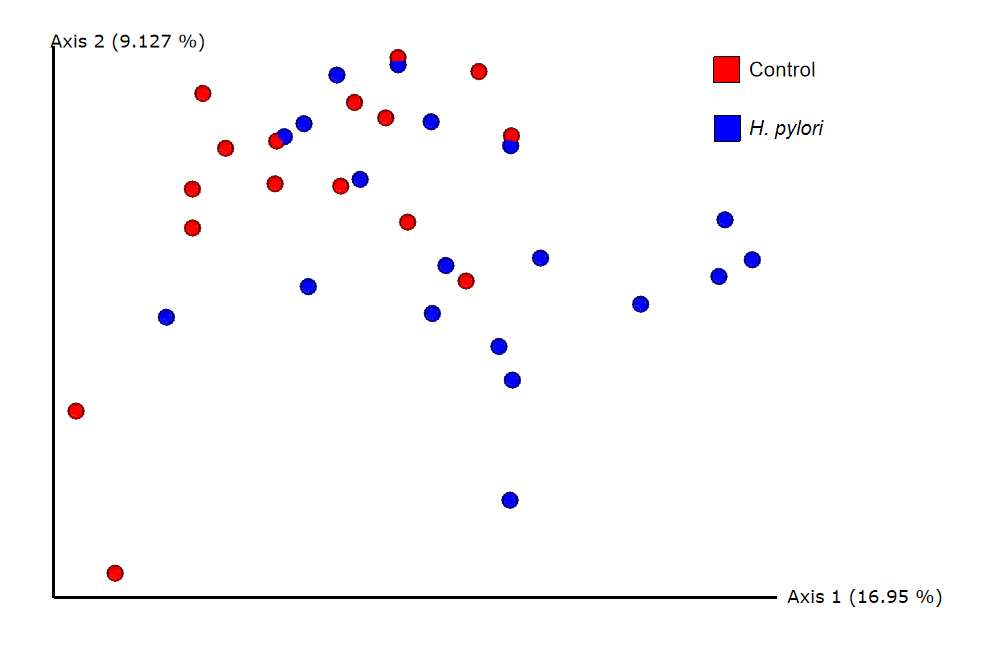 Axis 2 (9.127 %)
Control
H. pylori
Axis 1 (16.95 %)